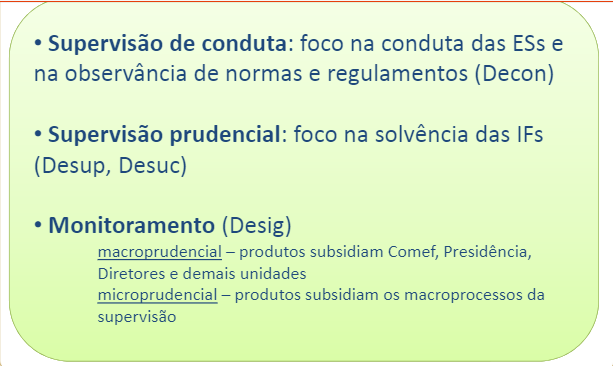 • Supervisão de conduta: foco na conduta das ESs e
na observância de normas e regulamentos (Decon)
• Supervisão prudencial: foco na solvência das IFs
(Desup, Desuc)
• Monitoramento (Desig)
macroprudencial – produtos subsidiam Comef, Presidência,
Diretores e demais unidades
microprudencial – produtos subsidiam os macroprocessos da
supervisão